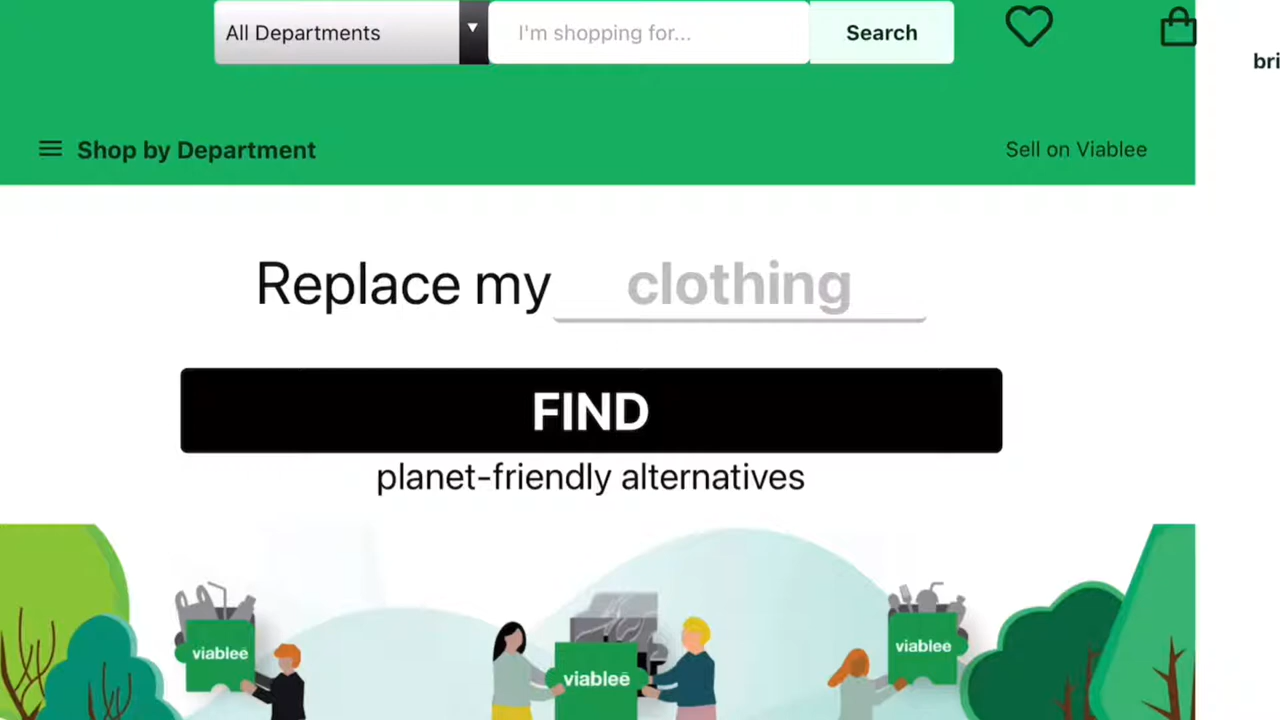 All Departments
I'm shopping for...
Search
bri
Shop by Department
Sell on Viablee
Replace my clothing
FIND
planet-friendly alternatives
viablee
viablee
viablee